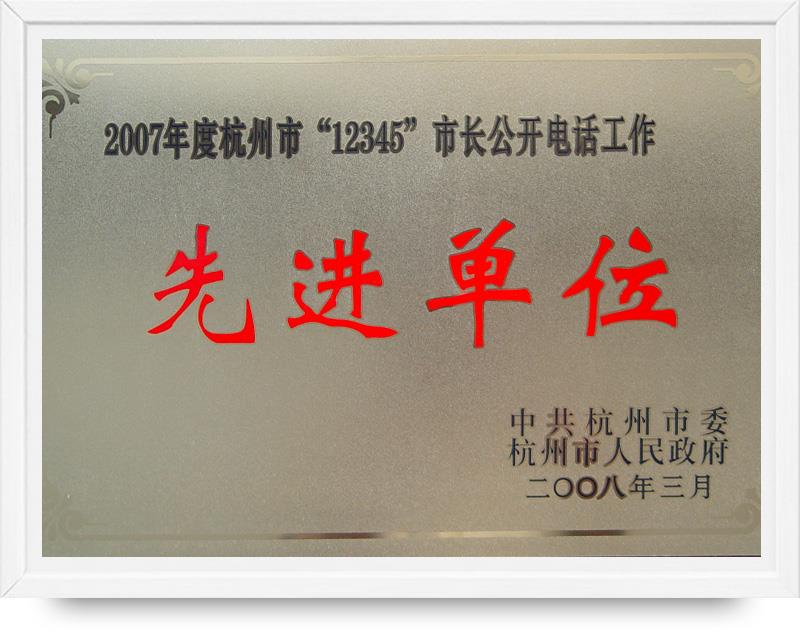 2007年度杭州市“12345”市长公开电话工作
先进单位
中共杭州市委
杭州市人民政府
二〇〇八年三月